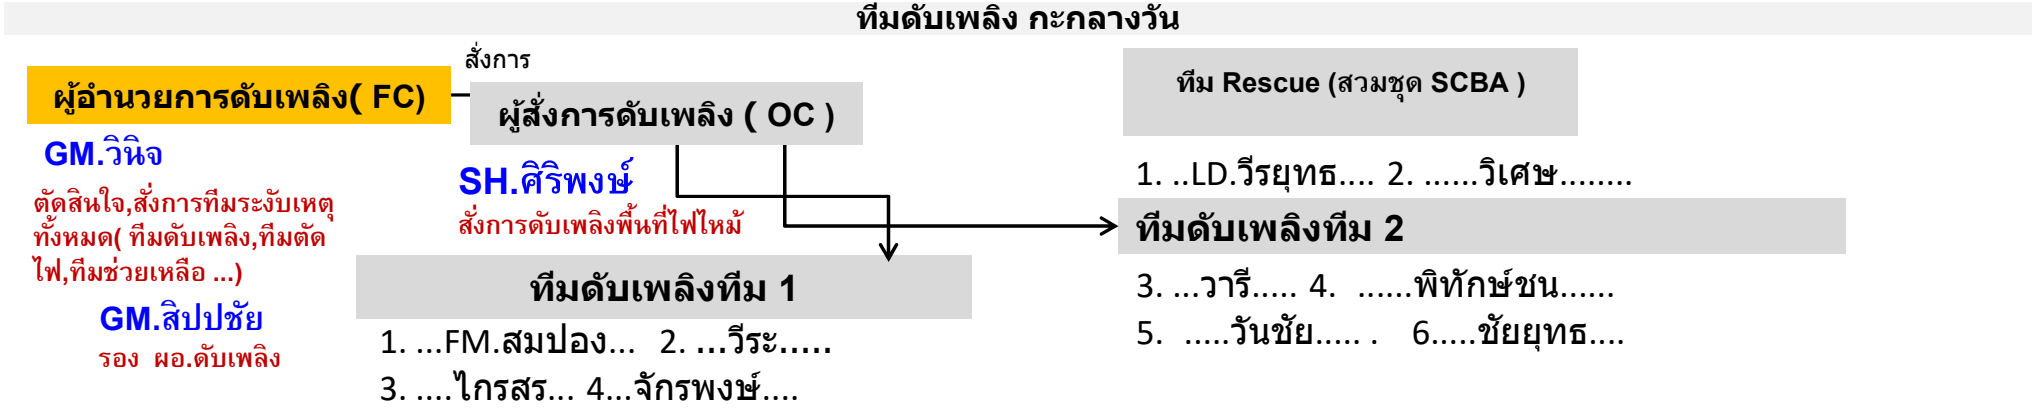 ทีมดับเพลิง กะกลางวัน
สั่งการ
ผู้อำนวยการดับเพลิง( FC)
ผู้สั่งการดับเพลิง ( OC )
ทีม Rescue (สวมชุด SCBA )
GM.วินิจ
ตัดสินใจ,สั่งการทีมระงับเหตุ
ทั้งหมด( ทีมดับเพลิง,ทีมตัด
ไฟ,ทีมช่วยเหลือ ...)
GM.สิปปชัย
รอง ผอ.ดับเพลิง
SH.ศิริพงษ์
สั่งการดับเพลิงพื้นที่ไฟไหม้
ทีมดับเพลิงทีม 1
1. ...FM.สมปอง... 2. ...วีระ.....
3. ....ไกรสร... 4...จักรพงษ์....
1. ..LD.วีรยุทธ.... 2. ......วิเศษ........
ทีมดับเพลิงทีม 2
3. ...วารี..... 4. ......พิทักษ์ชน......
5. .....วันชัย..... . 6.....ชัยยุทธ....